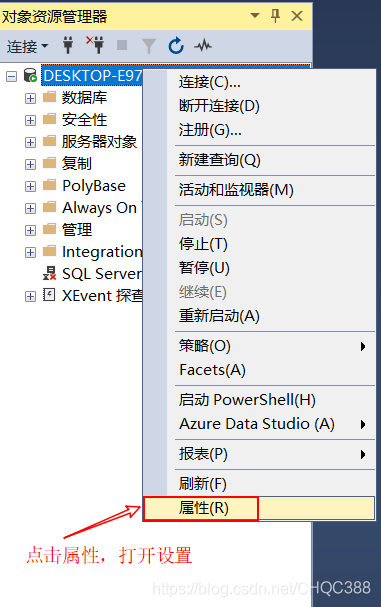 对象资源管理器
连接
DESKTOP-E97
数据库
安全性
服务器对象
复制
PolyBase
Always On
管理
Integration
SQL Server
XEvent 探查
连接(C)...
断开连接(D)
注册(G)...
新建查询(Q)
活动和监视器(M)
启动(S)
停止(T)
暂停(U)
继续(E)
重新启动(A)
策略(O)
Facets(A)
启动 PowerShell(H)
Azure Data Studio (A)
报表(P)
刷新(F)
属性(R)
点击属性，打开设置
https://blog.csdn.net/CHQC388